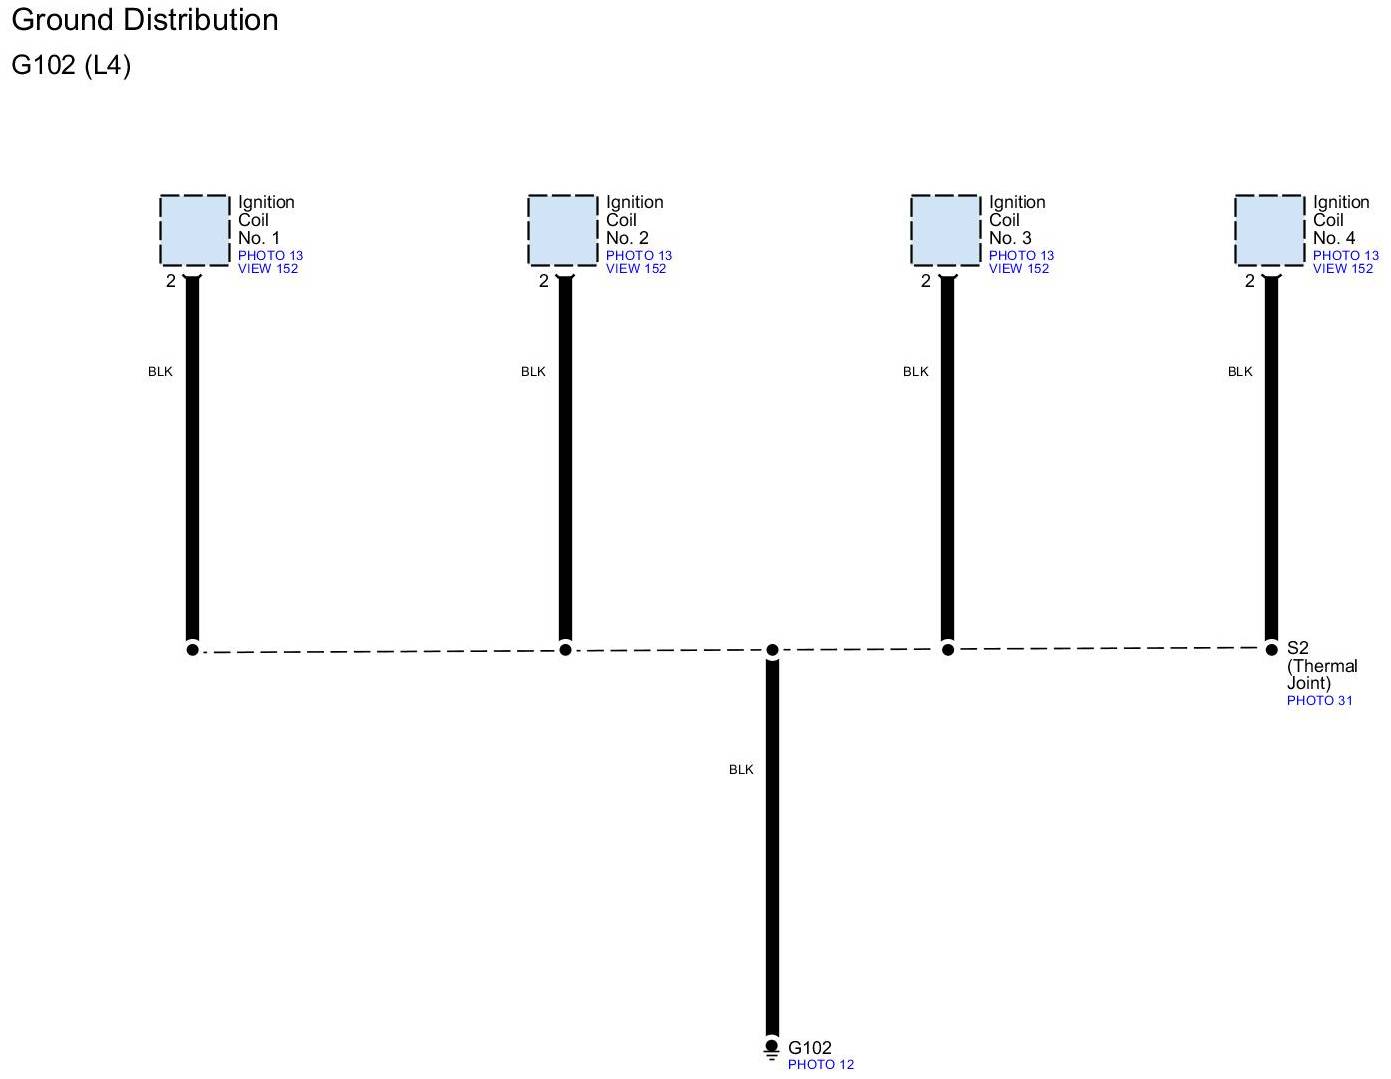 Ground Distribution
G102 (L4)
Ignition
Coil
No. 1
PHOTO 13
VIEW 152
2
BLK
Ignition
Coil
No. 2
PHOTO 13
VIEW 152
2
BLK
Ignition
Coil
No. 3
PHOTO 13
VIEW 152
2
BLK
Ignition
Coil
No. 4
PHOTO 13
VIEW 152
2
BLK
S2
(Thermal
Joint)
PHOTO 31
BLK
G102
PHOTO 12